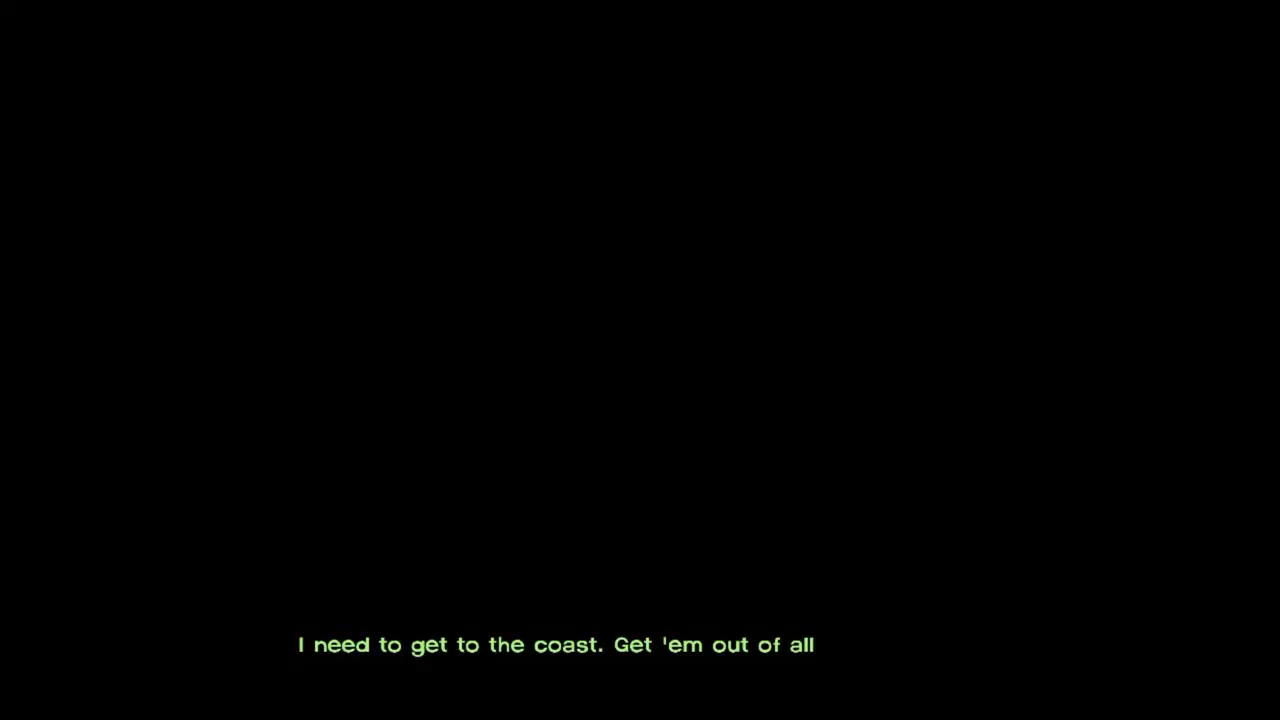 I need to get to the coast. Get 'em out of all